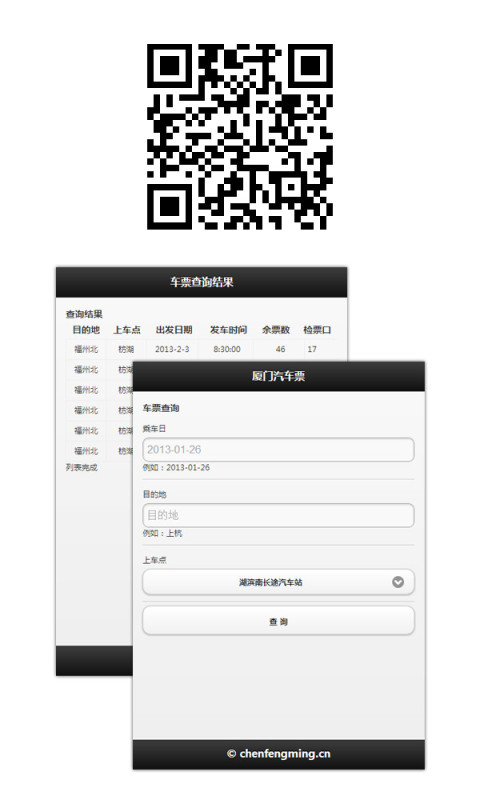 车票查询结果
查询结果
目的地 上车点 出发日期 发车时间 余票数 检票口
福州北 枋湖 2013-2-3 8:30:00 46 17
福州北 枋湖
福州北 枋湖
福州北 枋湖
福州北 枋湖
福州北 枋湖
列表完成
厦门汽车票
车票查询
乘车日
2013-01-26
例如：2013-01-26
目的地
目的地
例如：上杭
上车点
湖滨南长途汽车站
查 询
© chenfengming.cn